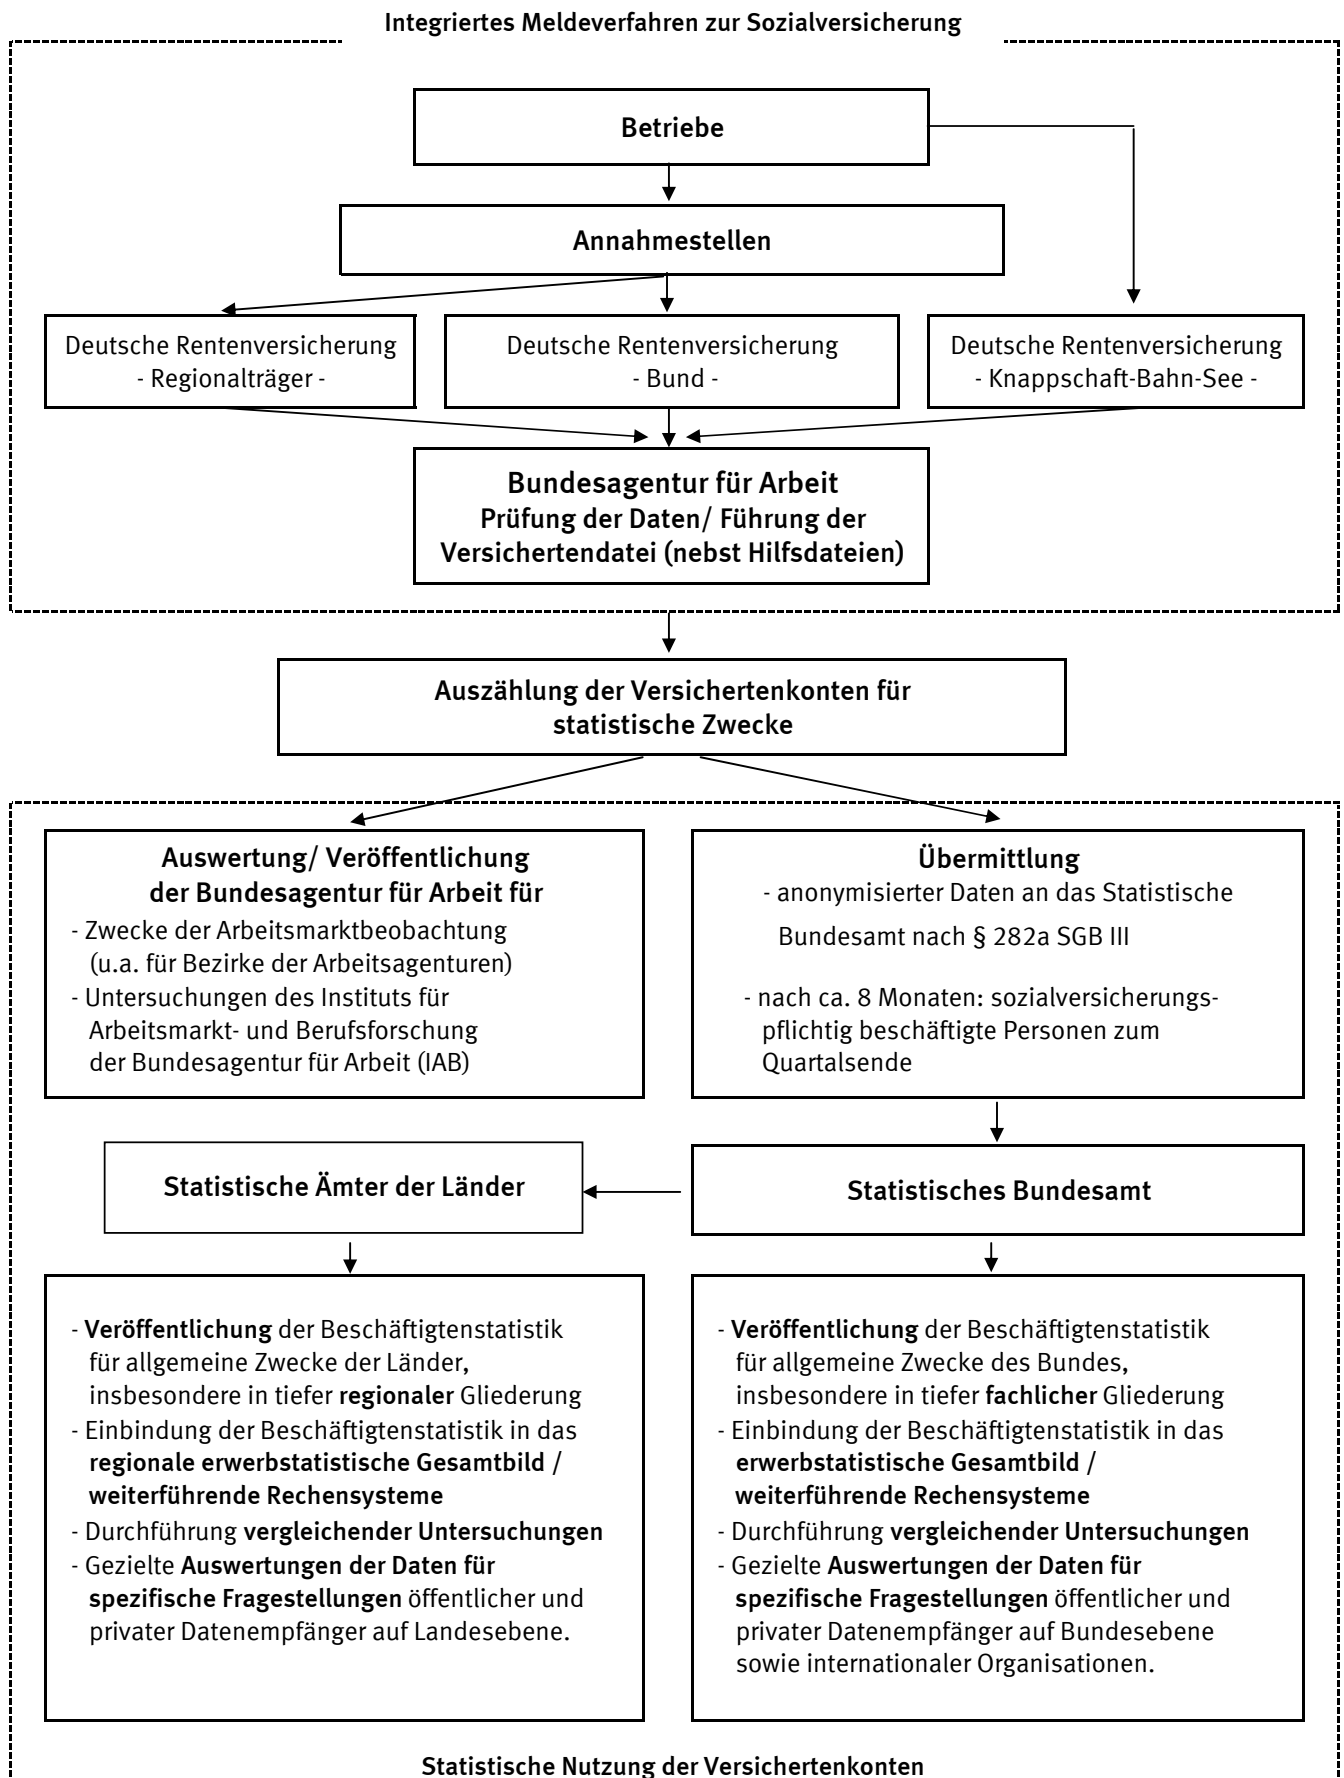 Integriertes Meldeverfahren zur Sozialversicherung
Betriebe
Annahmestellen
Deutsche Rentenversicherung
- Regionalträger -
Deutsche Rentenversicherung
- Bund -
Deutsche Rentenversicherung
- Knappschaft-Bahn-See -
Bundesagentur für Arbeit
Prüfung der Daten/ Führung der
Versichertendatei (nebst Hilfsdateien)
Auszählung der Versichertenkonten für
statistische Zwecke
Auswertung/ Veröffentlichung
der Bundesagentur für Arbeit für
- Zwecke der Arbeitsmarktbeobachtung
(u.a. für Bezirke der Arbeitsagenturen)
- Untersuchungen des Instituts für
Arbeitsmarkt- und Berufsforschung
der Bundesagentur für Arbeit (IAB)
Übermittlung
- anonymisierter Daten an das Statistische
Bundesamt nach § 282a SGB III
- nach ca. 8 Monaten: sozialversicherungs-
pflichtig beschäftigte Personen zum
Quartalsende
Statistische Ämter der Länder
Statistisches Bundesamt
- Veröffentlichung der Beschäftigtenstatistik
für allgemeine Zwecke der Länder,
insbesondere in tiefer regionaler Gliederung
- Einbindung der Beschäftigtenstatistik in das
regionale erwerbstatistische Gesamtbild /
weiterführende Rechensysteme
- Durchführung vergleichender Untersuchungen
- Gezielte Auswertungen der Daten für
spezifische Fragestellungen öffentlicher und
privater Datenempfänger auf Landesebene.
- Veröffentlichung der Beschäftigtenstatistik
für allgemeine Zwecke des Bundes,
insbesondere in tiefer fachlicher Gliederung
- Einbindung der Beschäftigtenstatistik in das
erwerbstatistische Gesamtbild /
weiterführende Rechensysteme
- Durchführung vergleichender Untersuchungen
- Gezielte Auswertungen der Daten für
spezifische Fragestellungen öffentlicher und
privater Datenempfänger auf Bundesebene
sowie internationaler Organisationen.
Statistische Nutzung der Versichertenkonten